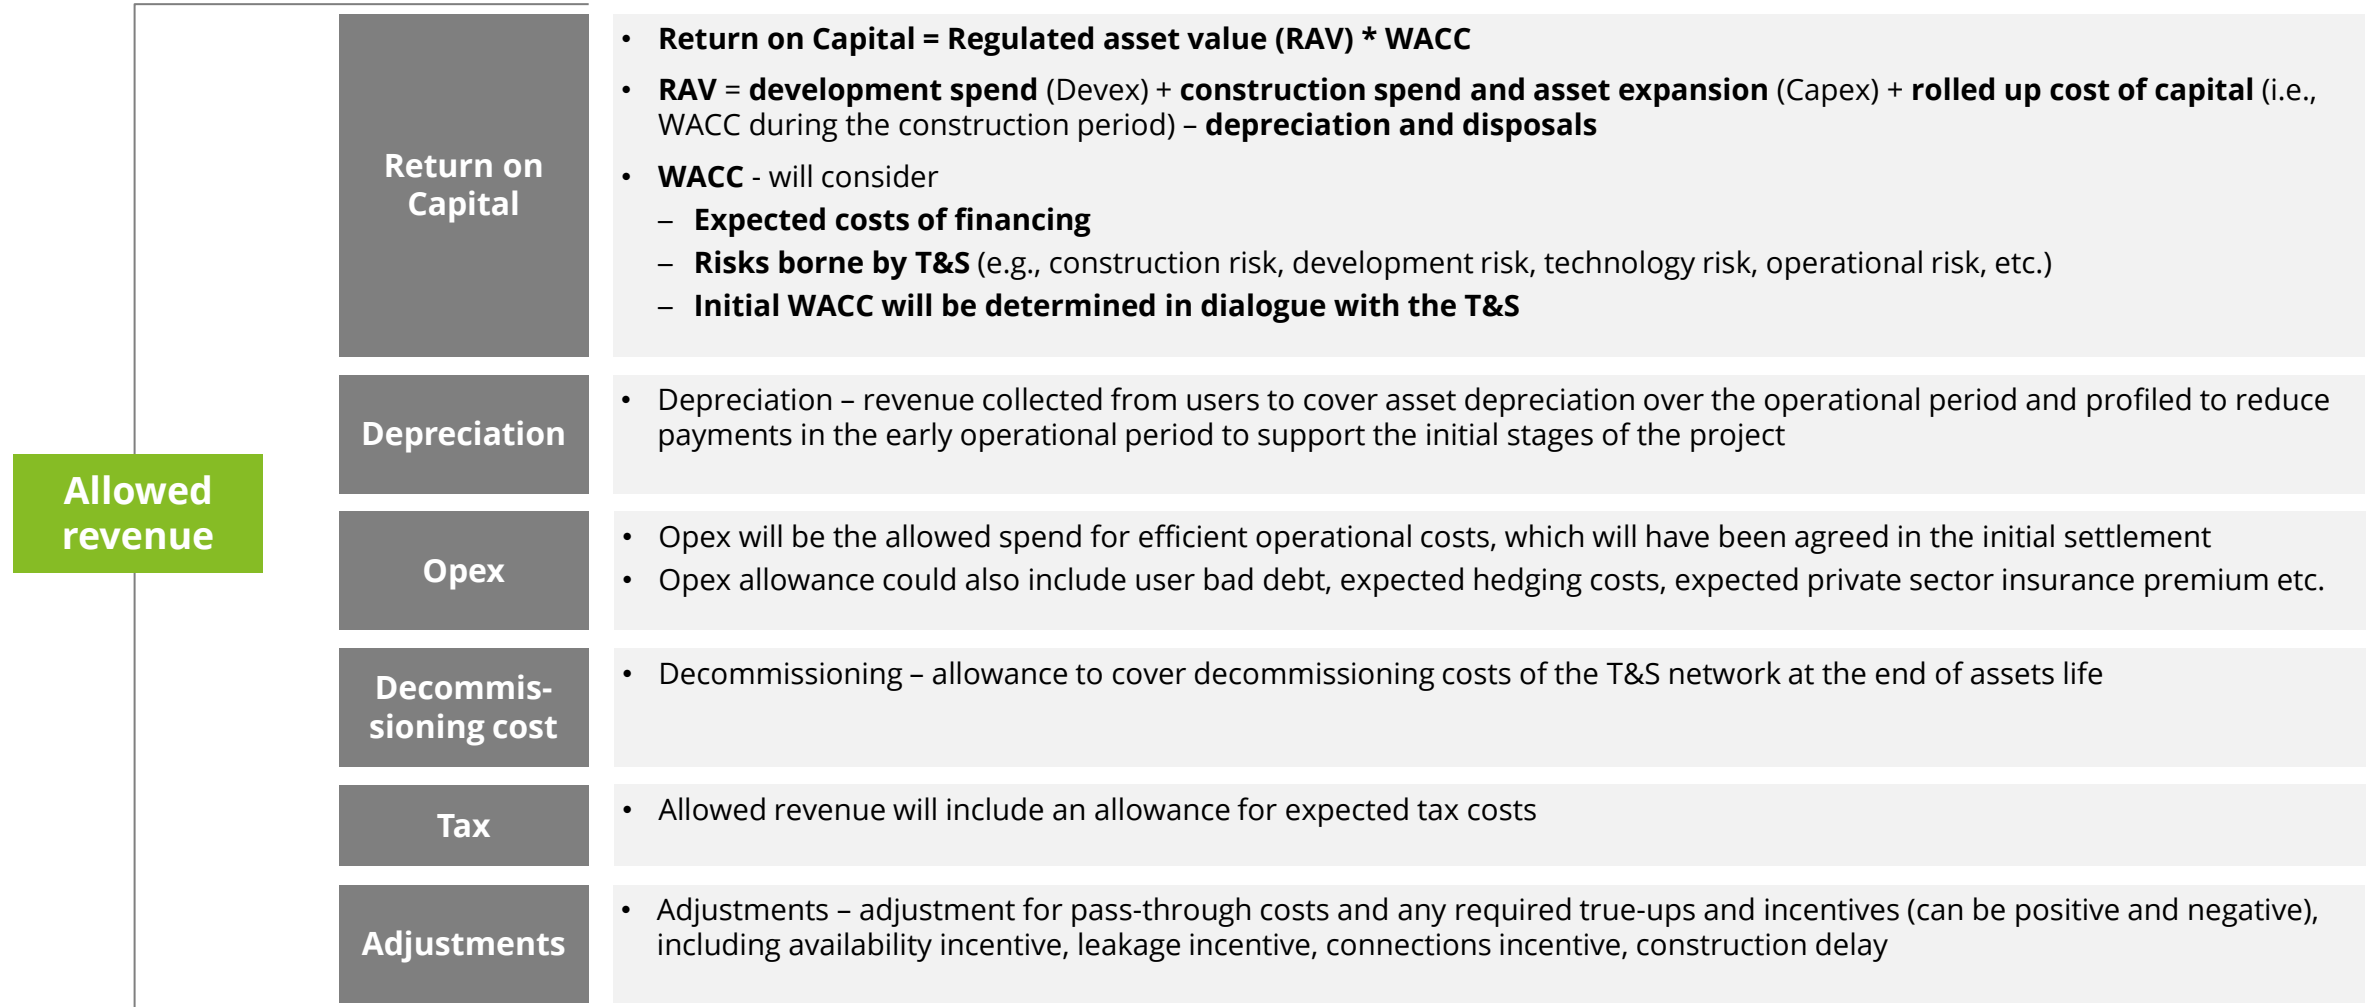 Allowed
revenue
Return on
Capital
• Return on Capital = Regulated asset value (RAV) * WACC
• RAV = development spend (Devex) + construction spend and asset expansion (Capex) + rolled up cost of capital (i.e.,
WACC during the construction period) – depreciation and disposals
• WACC - will consider
– Expected costs of financing
– Risks borne by T&S (e.g., construction risk, development risk, technology risk, operational risk, etc.)
– Initial WACC will be determined in dialogue with the T&S
Depreciation
• Depreciation – revenue collected from users to cover asset depreciation over the operational period and profiled to reduce
payments in the early operational period to support the initial stages of the project
Opex
• Opex will be the allowed spend for efficient operational costs, which will have been agreed in the initial settlement
• Opex allowance could also include user bad debt, expected hedging costs, expected private sector insurance premium etc.
Decommis-
sioning cost
• Decommissioning – allowance to cover decommissioning costs of the T&S network at the end of assets life
Tax
• Allowed revenue will include an allowance for expected tax costs
Adjustments
• Adjustments – adjustment for pass-through costs and any required true-ups and incentives (can be positive and negative),
including availability incentive, leakage incentive, connections incentive, construction delay